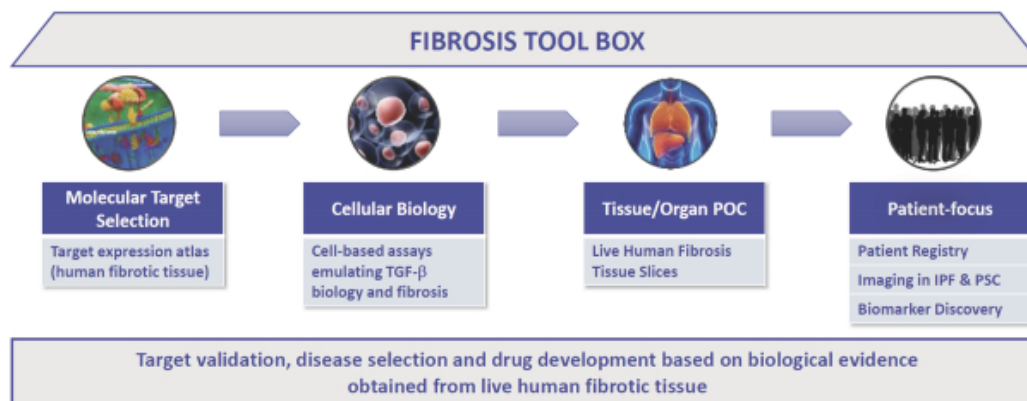 FIBROSIS TOOL BOX
Molecular Target
Selection
Target expression atlas
(human fibrotic tissue)
Cellular Biology
Cell-based assays
emulating TGF-β
biology and fibrosis
Tissue/Organ POC
Live Human Fibrosis
Tissue Slices
Patient-focus
Patient Registry
Imaging in IPF & PSC
Biomarker Discovery
Target validation, disease selection and drug development based on biological evidence
obtained from live human fibrotic tissue